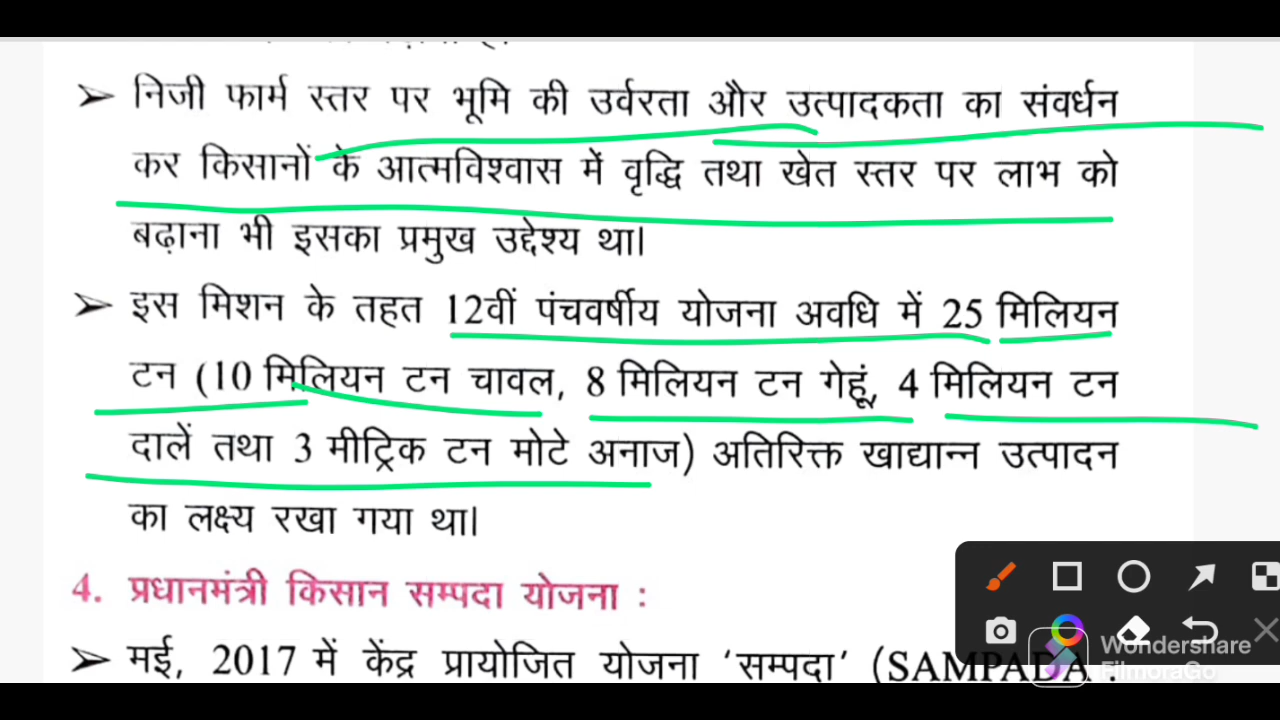 ➢ निजी फार्म स्तर पर भूमि की उर्वरता और उत्पादकता का संवर्धन
कर किसानों के आत्मविश्वास में वृद्धि तथा खेत स्तर पर लाभ को
बढ़ाना भी इसका प्रमुख उद्देश्य था।
➢ इस मिशन के तहत 12वीं पंचवर्षीय योजना अवधि में 25 मिलियन
टन (10 मिलियन टन चावल, 8 मिलियन टन गेहूं, 4 मिलियन टन
दालें तथा 3 मीट्रिक टन मोटे अनाज) अतिरिक्त खाद्यान्न उत्पादन
का लक्ष्य रखा गया था।
4. प्रधानमंत्री किसान सम्पदा योजना :
➢ मई, 2017 में केंद्र प्रायोजित योजना 'सम्पदा' (SAMPADA :
Wondershare
FilmoraGo